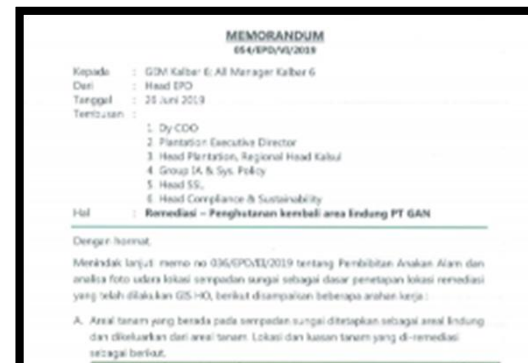 MEMORANDUM
054/EPD/VI/2019
Kepada : GM Kalbar 6; All Manager Kalbar 6
Dari : Head EPD
Tanggal : 26 Juni 2019
Tembusan :
1. Dy COO
2. Plantation Executive Director
3. Head Plantation, Regional Head Kalsul
4. Group IA & Sys. Policy
5. Head SSL
6. Head Compliance & Sustainability
Hal : Remediasi – Penghutanan kembali area lindung PT GAN
Dengan hormat,
Menindak lanjut memo no 036/EPD/III/2019 tentang Pembibitan Anakan Alam dan
analisa foto udara lokasi sempadan sungai sebagai dasar penetapan lokasi remediasi
yang telah dilakukan GIS HO, berikut disampaikan beberapa arahan kerja :
A. Areal tanam yang berada pada sempadan sungai ditetapkan sebagai areal lindung
dan dikeluarkan dari areal tanam. Lokasi dan luasan tanam yang di-remediasi
sebagai berikut.